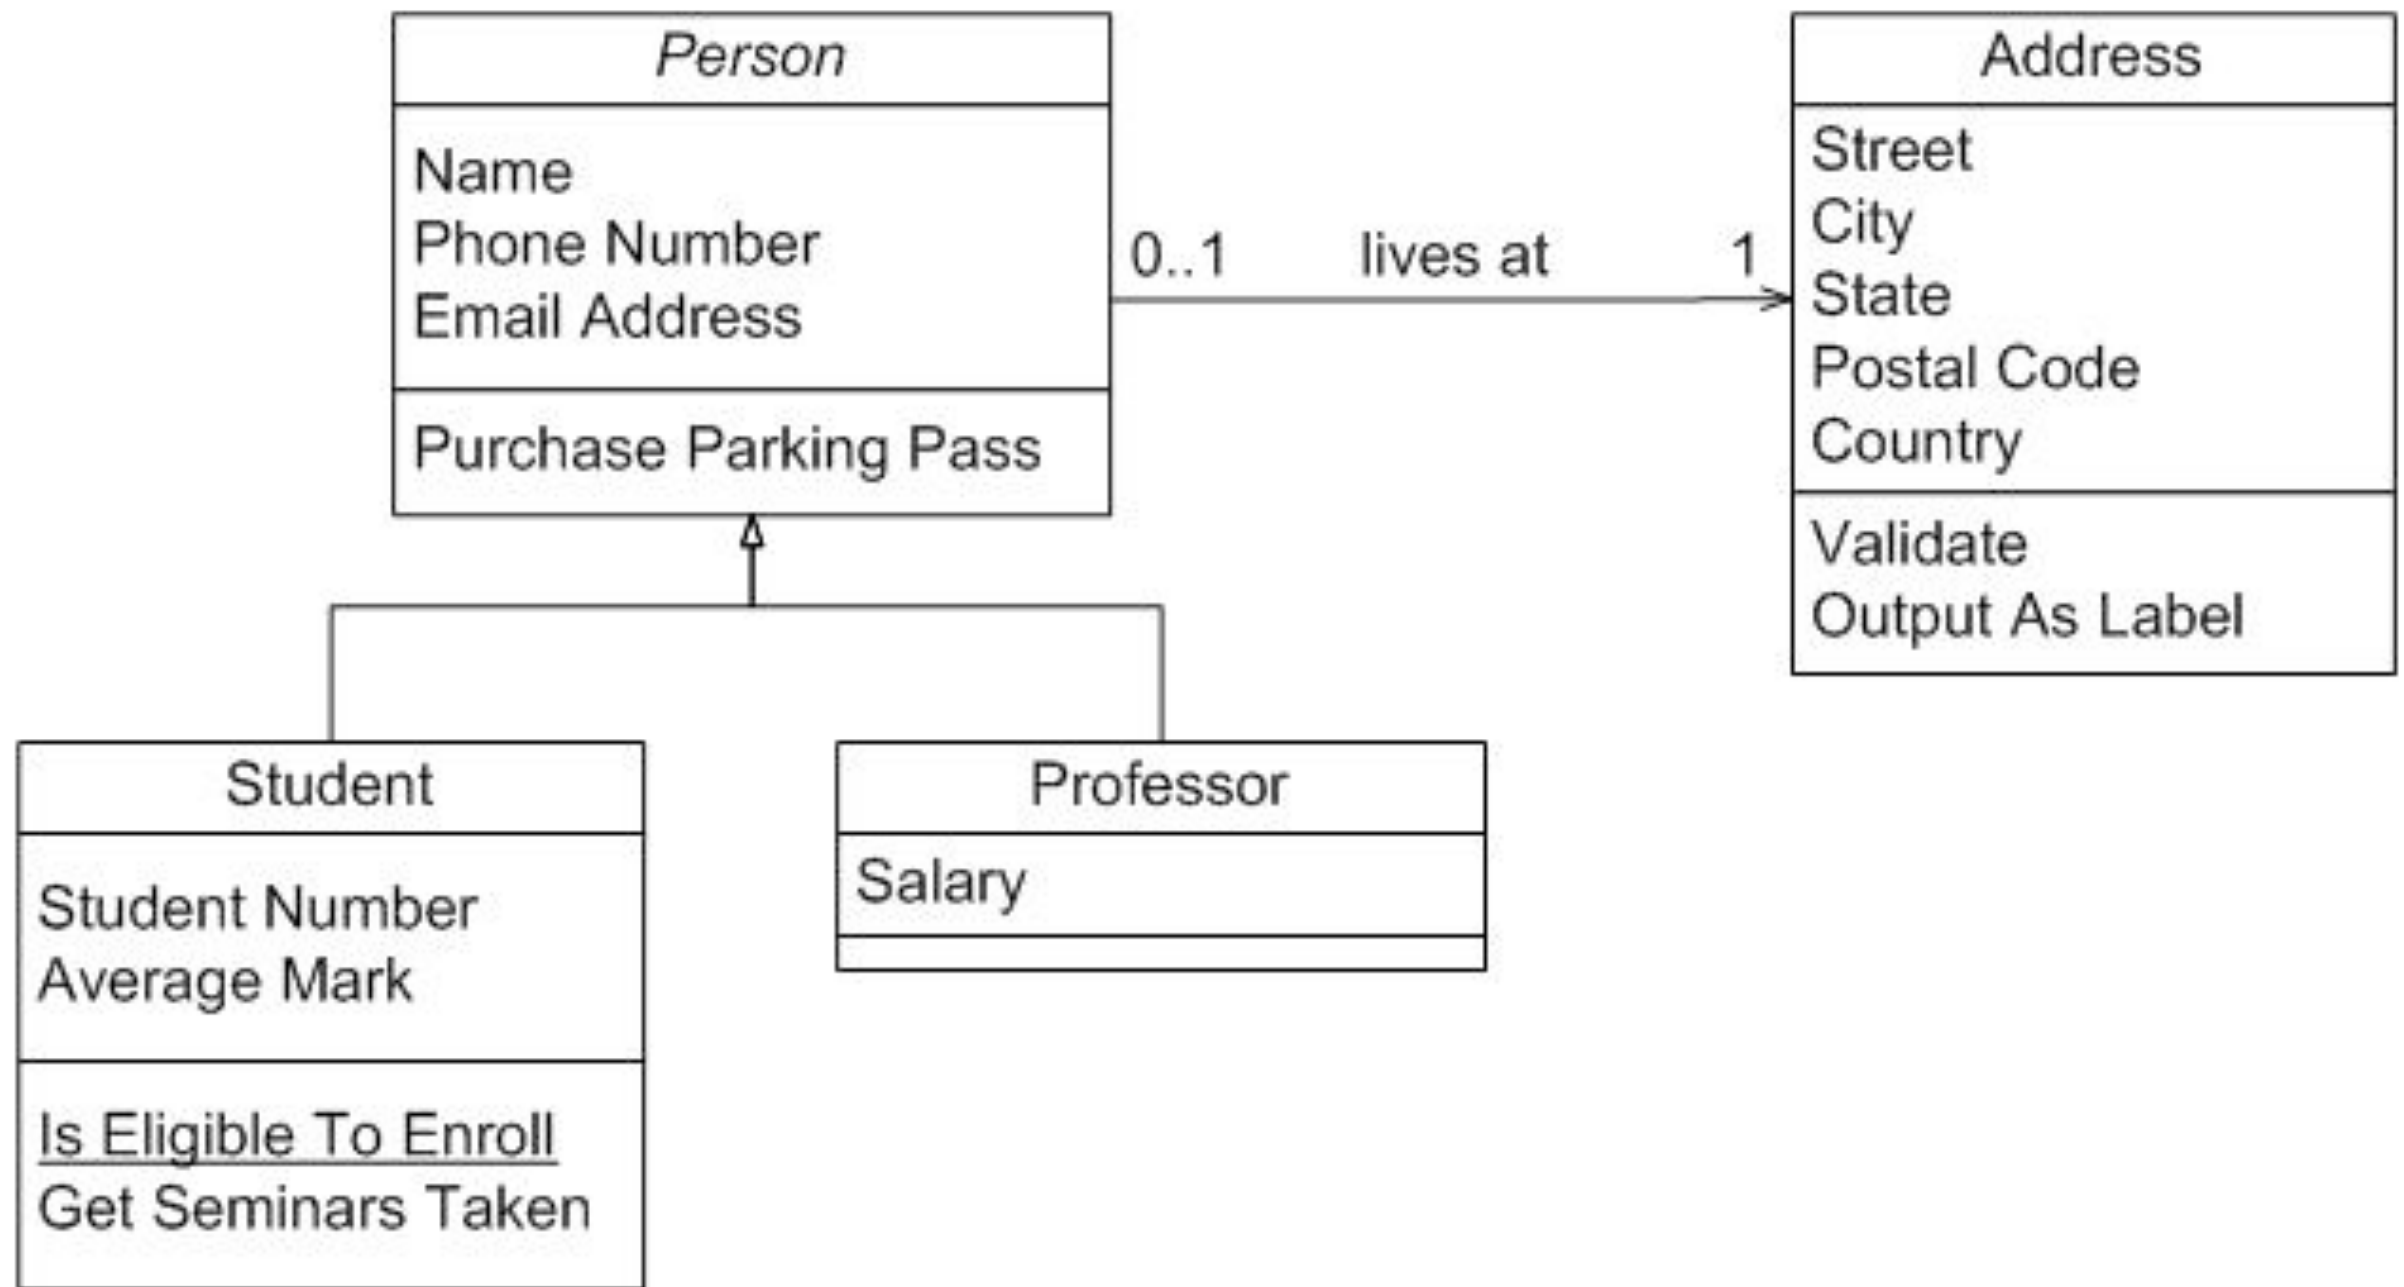 Person
Name
Phone Number
Email Address
Purchase Parking Pass
0..1 lives at 1
Address
Street
City
State
Postal Code
Country
Validate
Output As Label
Student
Student Number
Average Mark
Is Eligible To Enroll
Get Seminars Taken
Professor
Salary